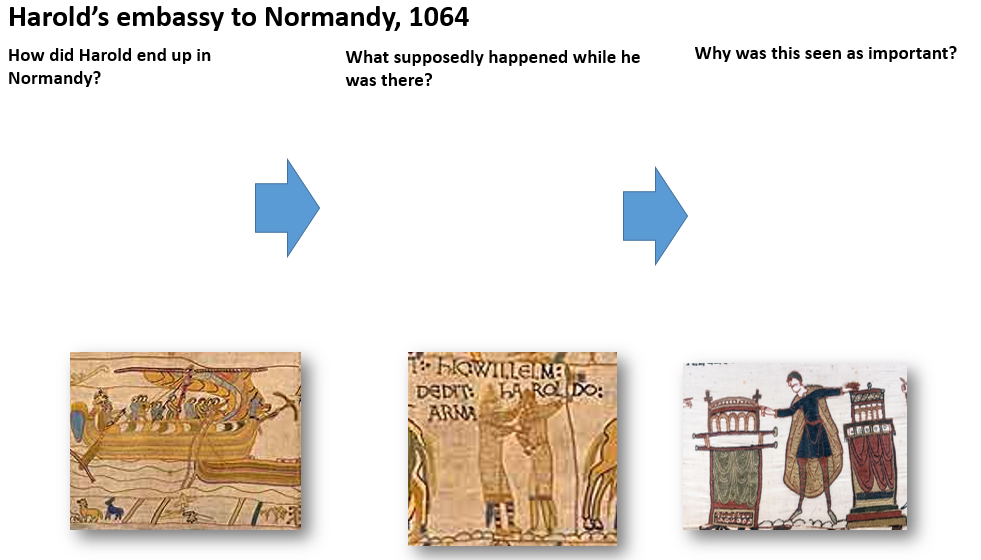 Harold’s embassy to Normandy, 1064
How did Harold end up in
Normandy?
What supposedly happened while he
was there?
Why was this seen as important?
hIC WILLELM:
DEDIT: hAROLDO:
ARMA